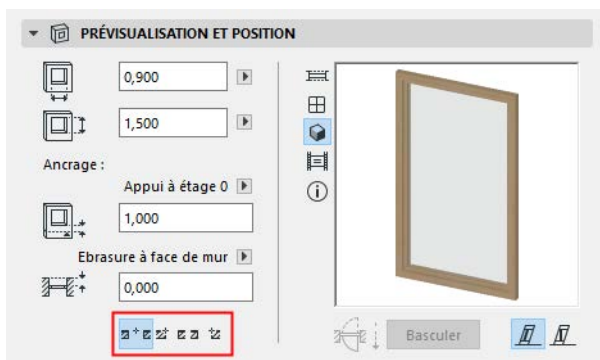 PRÉVISUALISATION ET POSITION
0,900
1,500
Ancrage :
Appui à étage 0
1,000
Ebrasure à face de mur
0,000
Basculer